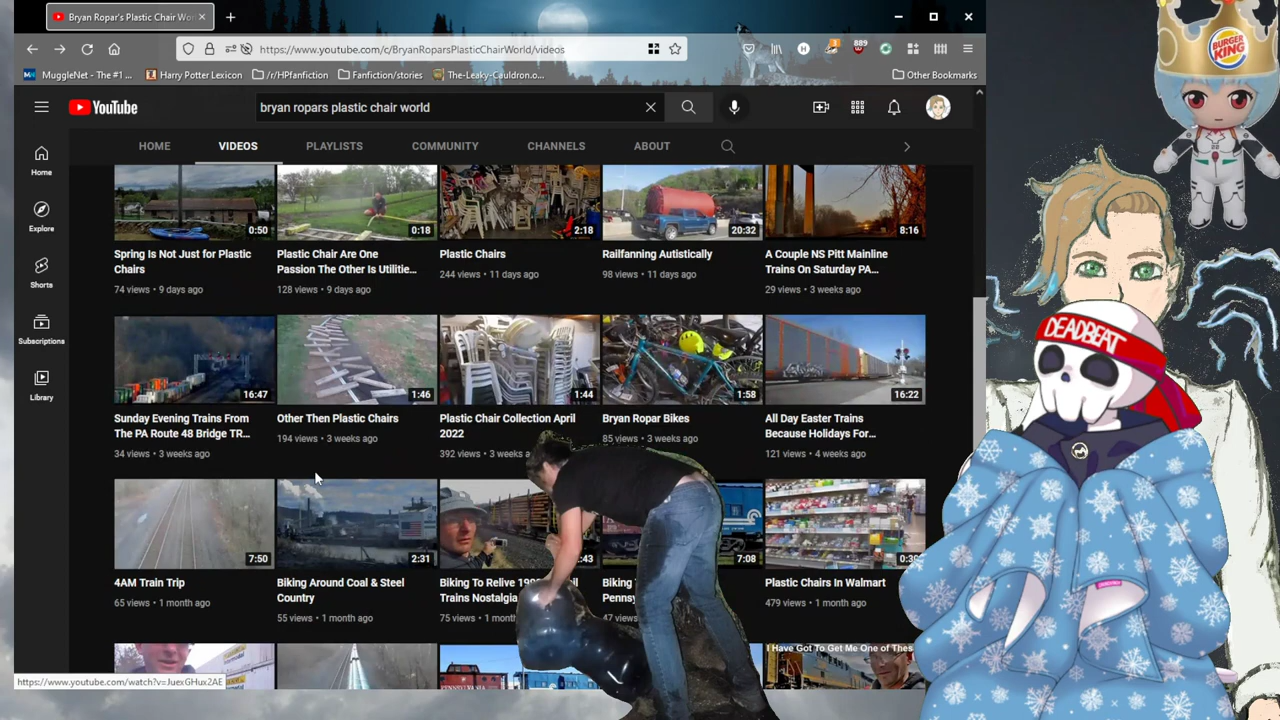 Bryan Ropar's Plastic Chair Wor
https://www.youtube.com/c/BryanRoparsPlasticChairWorld/videos
3
889
MuggleNet - The #1 ...
Harry Potter Lexicon
/r/HPfanfiction
Fanfiction/stories
The-Leaky-Cauldron.o...
Other Bookmarks
YouTube
bryan ropars plastic chair world
HOME
VIDEOS
PLAYLISTS
COMMUNITY
CHANNELS
ABOUT
Home
Explore
Shorts
Subscriptions
Library
0:50
0:18
2:18
20:32
8:16
Spring Is Not Just for Plastic
Chairs
74 views • 9 days ago
Plastic Chair Are One
Passion The Other Is Utilitie...
128 views • 9 days ago
Plastic Chairs
244 views • 11 days ago
Railfanning Autistically
98 views • 11 days ago
A Couple NS Pitt Mainline
Trains On Saturday PA...
29 views • 3 weeks ago
16:47
1:46
1:44
1:58
16:22
Sunday Evening Trains From
The PA Route 48 Bridge TR...
34 views • 3 weeks ago
Other Then Plastic Chairs
194 views • 3 weeks ago
Plastic Chair Collection April
2022
392 views • 3 weeks
Bryan Ropar Bikes
85 views • 3 weeks ago
All Day Easter Trains
Because Holidays For...
121 views • 4 weeks ago
7:50
2:31
:43
7:08
4AM Train Trip
65 views • 1 month ago
Biking Around Coal & Steel
Country
55 views • 1 month ago
Biking To Relive
Trains Nostalgia
75 views • 1 month
Biking
Pennsy
47 views
Plastic Chairs In Walmart
479 views • 1 month ago
I Have Got To Get Me One of Thes
https://www.youtube.com/watch?v=JuexGHux2AE
BURGER
KING
DEADBEAT